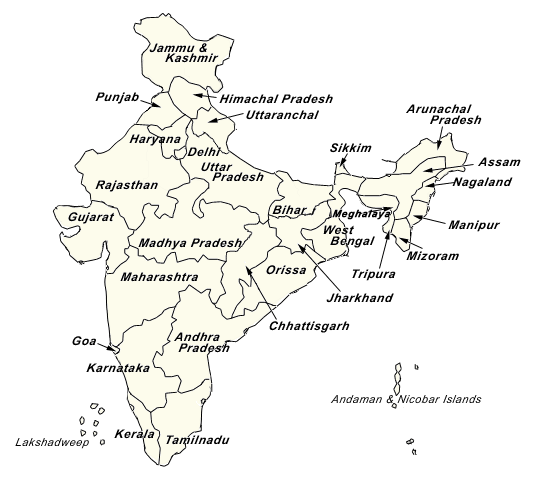 Jammu &
Kashmir
Punjab
Himachal Pradesh
Uttaranchal
Arunachal
Pradesh
Haryana
Delhi
Sikkim
Assam
Uttar
Pradesh
Nagaland
Rajasthan
Bihar
Meghalaya
Gujarat
Manipur
West
Bengal
Madhya Pradesh
Mizoram
Orissa
Tripura
Maharashtra
Jharkhand
Chhattisgarh
Goa
Andhra
Pradesh
Karnataka
Andaman & Nicobar Islands
Lakshadweep
Kerala
Tamilnadu